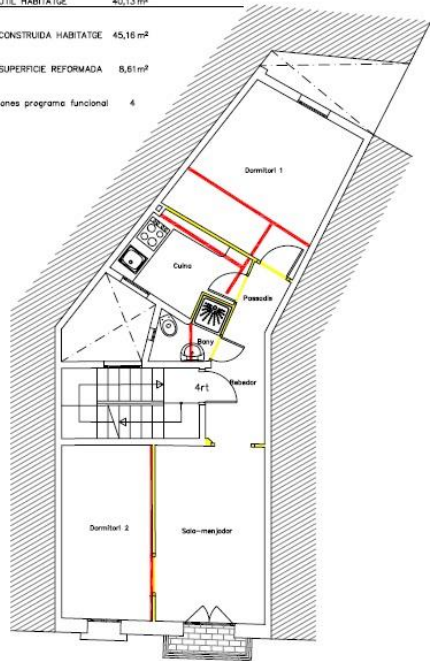 ÚTIL HABITATGE 40,13 m²
CONSTRUIDA HABITATGE 45,16 m²
SUPERFICIE REFORMADA 8,61 m²
ones programa funcional 4
Dormitori 1
Cuina
Passadis
Bany
Rebedor
4rt
Dormitori 2
Sala-menjador